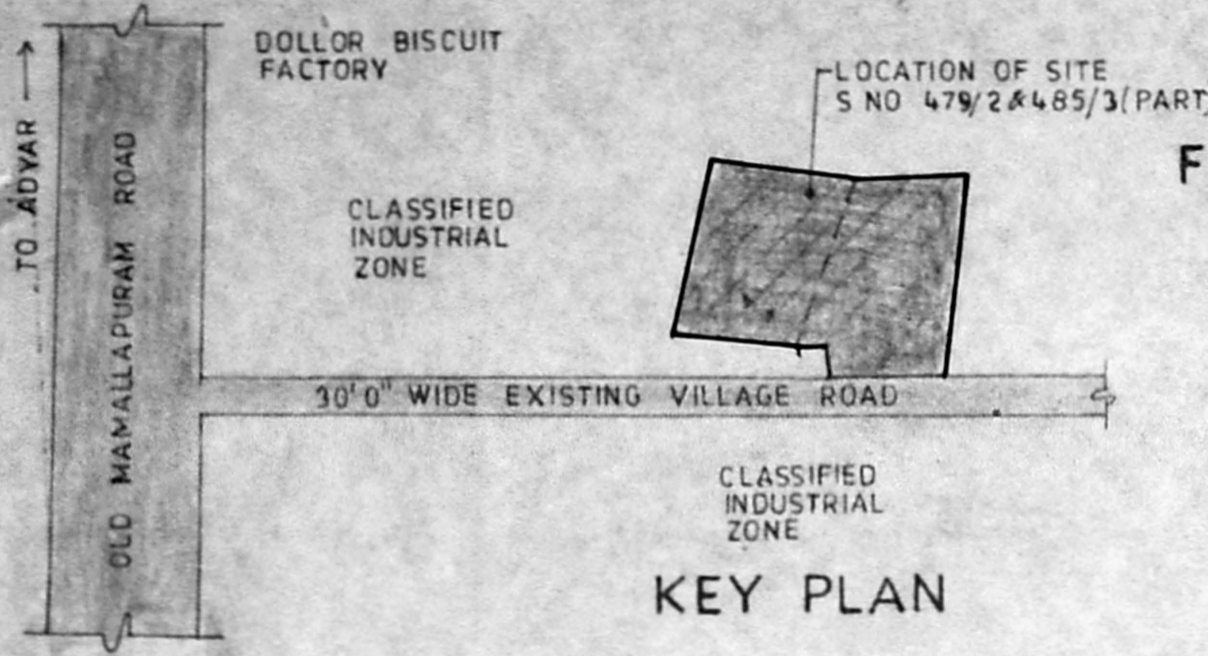 DOLLOR BISCUIT
FACTORY
LOCATION OF SITE
S NO 479/2&485/3(PART)
F
TO ADYAR
OLD MAMALLAPURAM ROAD
CLASSIFIED
INDUSTRIAL
ZONE
30'0" WIDE EXISTING VILLAGE ROAD
CLASSIFIED
INDUSTRIAL
ZONE
KEY PLAN